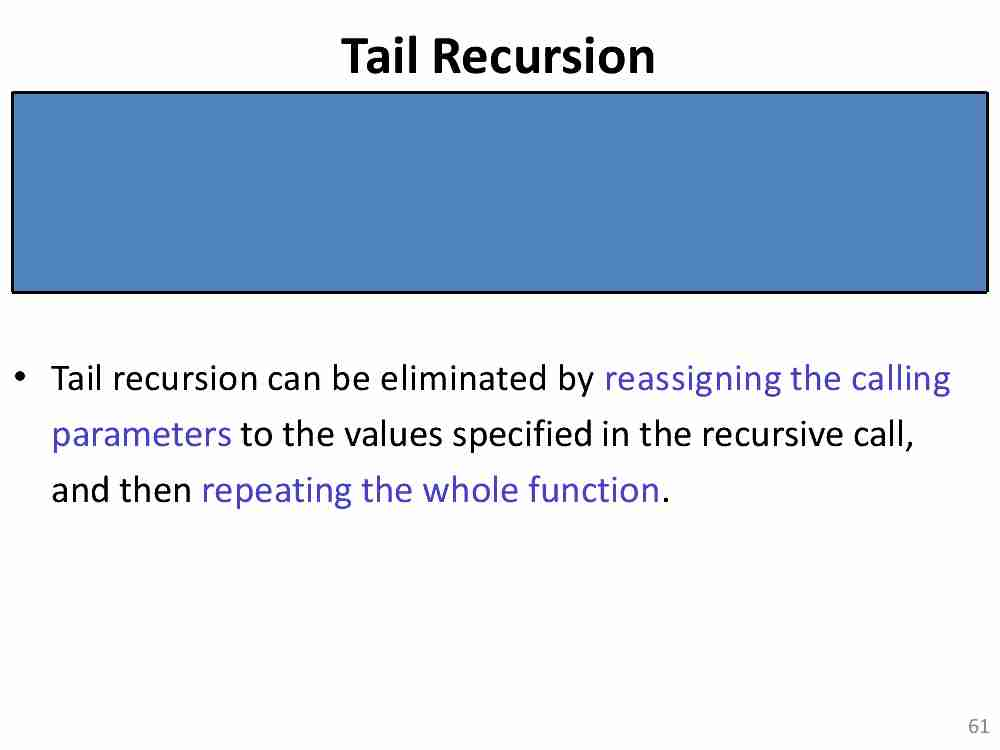 Tail Recursion
• Tail recursion can be eliminated by reassigning the calling
parameters to the values specified in the recursive call,
and then repeating the whole function.
61